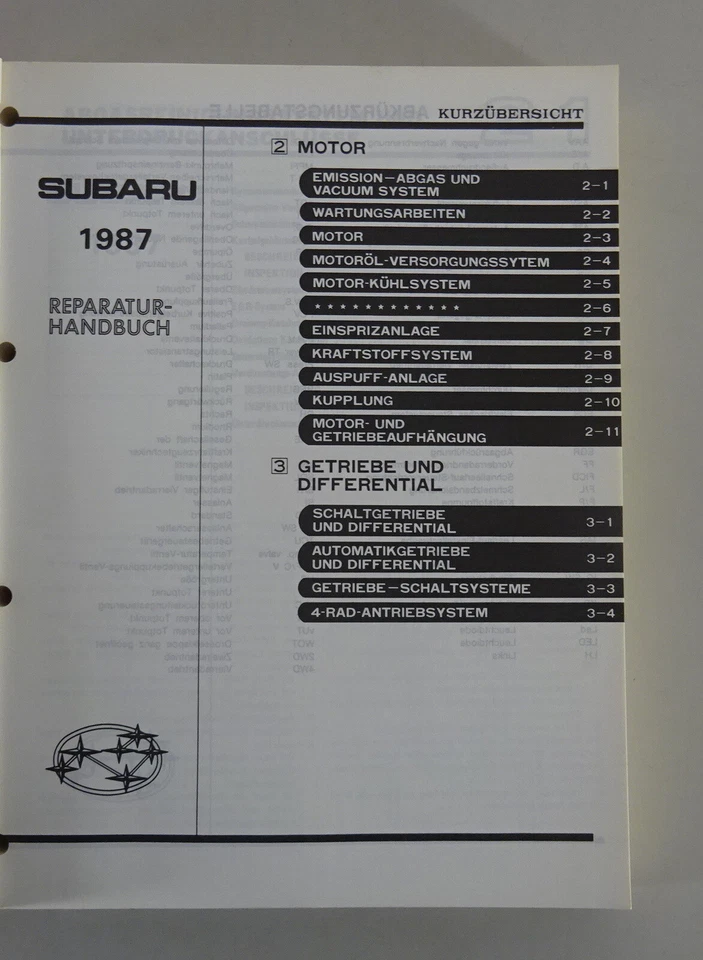 KURZÜBERSICHT
SUBARU
1987
REPARATUR-
HANDBUCH
2 MOTOR
EMISSION-ABGAS UND
VACUUM SYSTEM 2-1
WARTUNGSARBEITEN 2-2
MOTOR 2-3
MOTORÖL-VERSORGUNGSSYTEM 2-4
MOTOR-KÜHLSYSTEM 2-5
* * * * * * * * * * * * 2-6
EINSPRIZANLAGE 2-7
KRAFTSTOFFSYSTEM 2-8
AUSPUFF-ANLAGE 2-9
KUPPLUNG 2-10
MOTOR- UND
GETRIEBEAUFHÄNGUNG 2-11
3 GETRIEBE UND
DIFFERENTIAL
SCHALTGETRIEBE
UND DIFFERENTIAL 3-1
AUTOMATIKGETRIEBE
UND DIFFERENTIAL 3-2
GETRIEBE-SCHALTSYSTEME 3-3
4-RAD-ANTRIEBSYSTEM 3-4